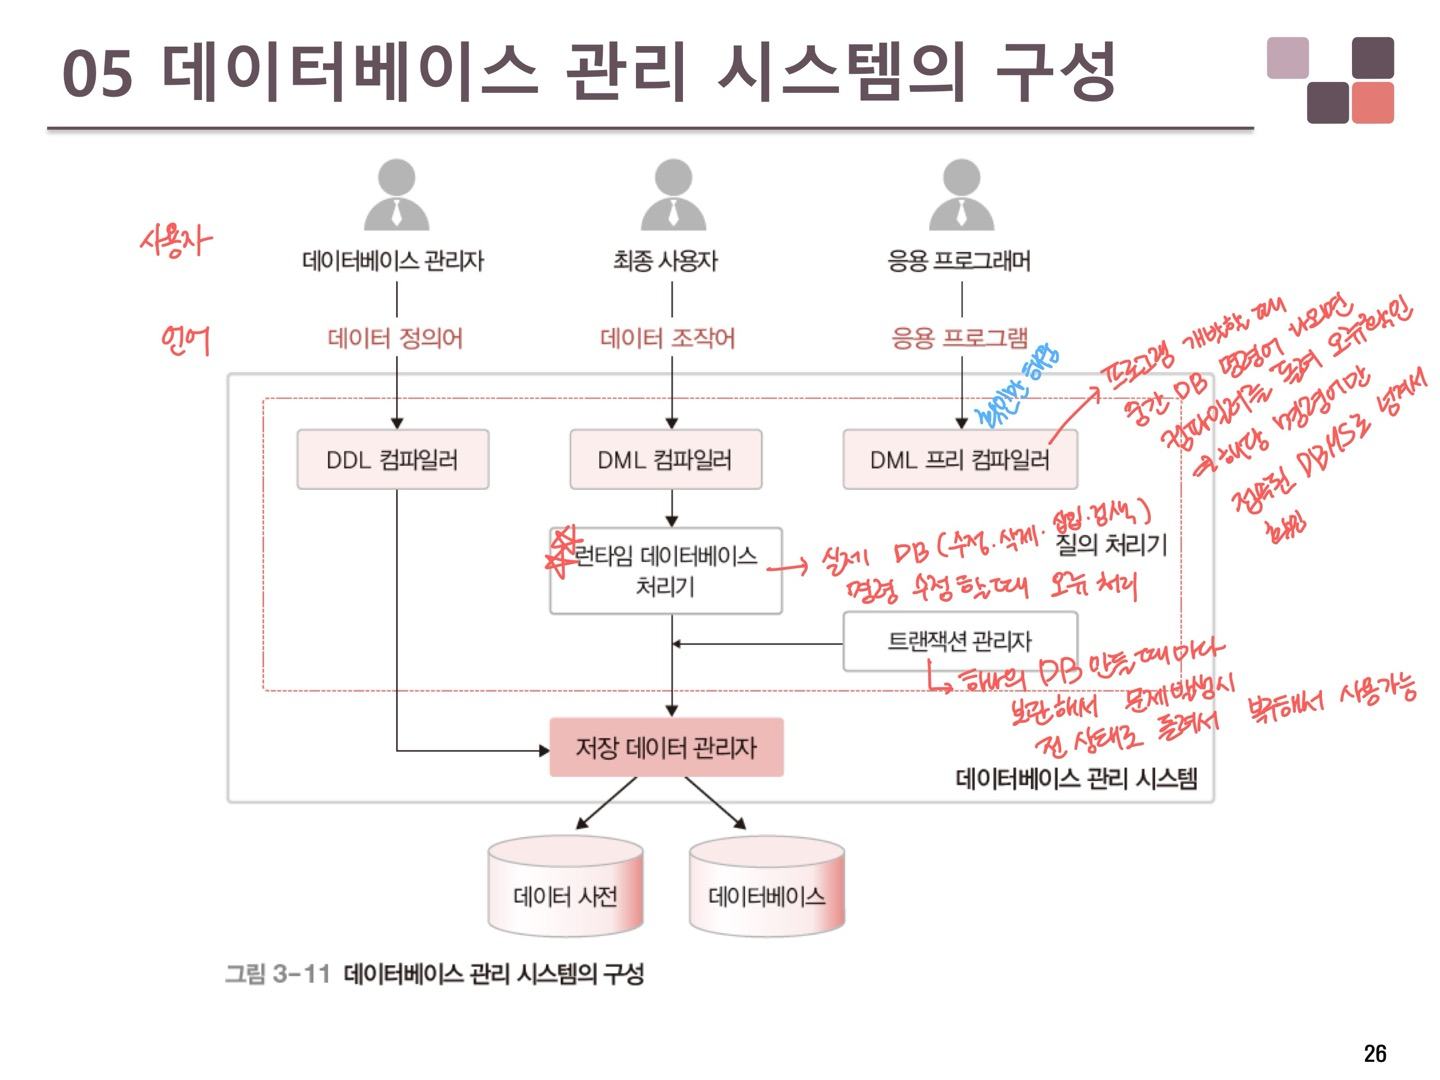 05 데이터베이스 관리 시스템의 구성
사용자
데이터베이스 관리자
최종 사용자
응용 프로그래머
언어
데이터 정의어
데이터 조작어
응용 프로그램
확인만 해줌
프로그램 개발할 때
중간 DB 명령어 나오면
컴파일러를 돌려 오류확인
해당 명령어만
접속된 DBMS로 넘겨서
확인
DDL 컴파일러
DML 컴파일러
DML 프리 컴파일러
런타임 데이터베이스
처리기
실제 DB (수정·삭제·삽입·검색)
명령 수정할때 오류 처리
질의 처리기
트랜잭션 관리자
하나의 DB 만들 때마다
보관해서 문제발생시
전 상태로 돌려서 복구해서 사용가능
저장 데이터 관리자
데이터베이스 관리 시스템
데이터 사전
데이터베이스
그림 3-11 데이터베이스 관리 시스템의 구성
26